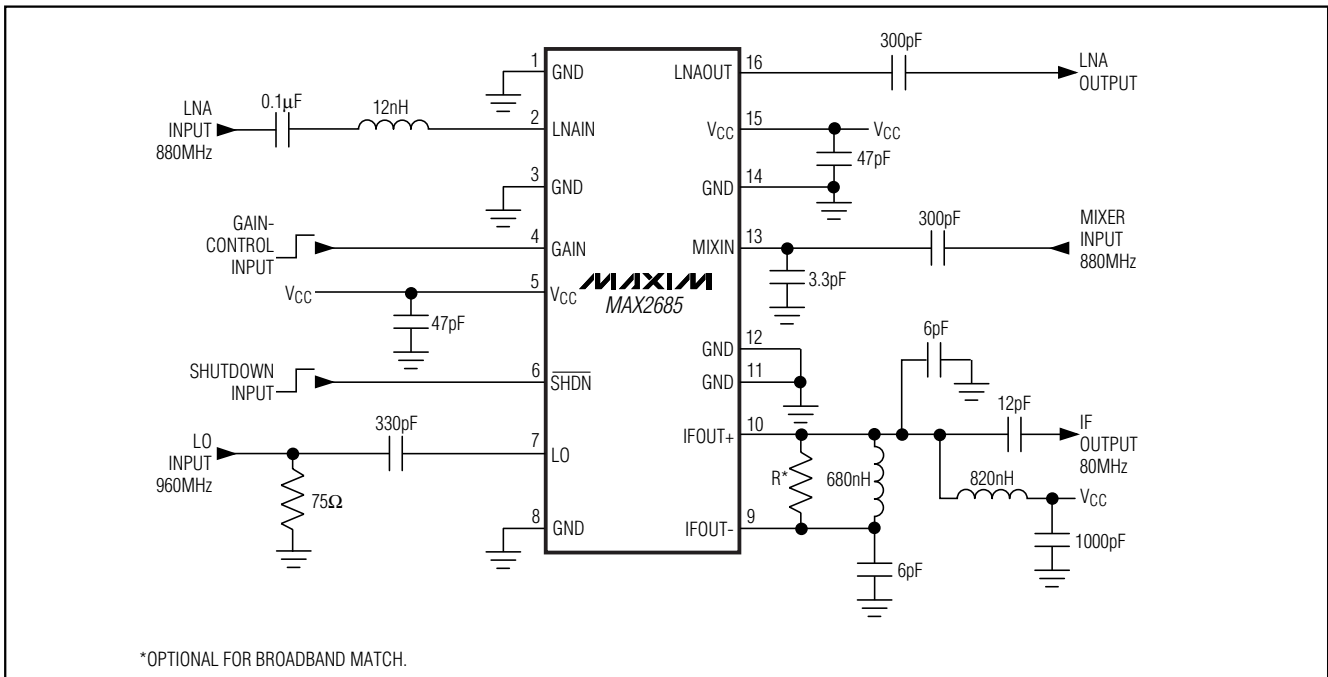 1
GND
LNA
INPUT
880MHz
0.1µF
12nH
2
LNAIN
3
GND
GAIN-
CONTROL
INPUT
4
GAIN
VCC
5
VCC
47pF
SHUTDOWN
INPUT
6
SHDN
LO
INPUT
960MHz
330pF
7
LO
75Ω
8
GND
MAXIM
MAX2685
LNAOUT
16
300pF
LNA
OUTPUT
VCC
15
VCC
47pF
GND
14
MIXIN
13
300pF
MIXER
INPUT
880MHz
3.3pF
GND
12
GND
11
6pF
IFOUT+
10
12pF
IF
OUTPUT
80MHz
R*
680nH
820nH
VCC
1000pF
IFOUT-
9
6pF
*OPTIONAL FOR BROADBAND MATCH.